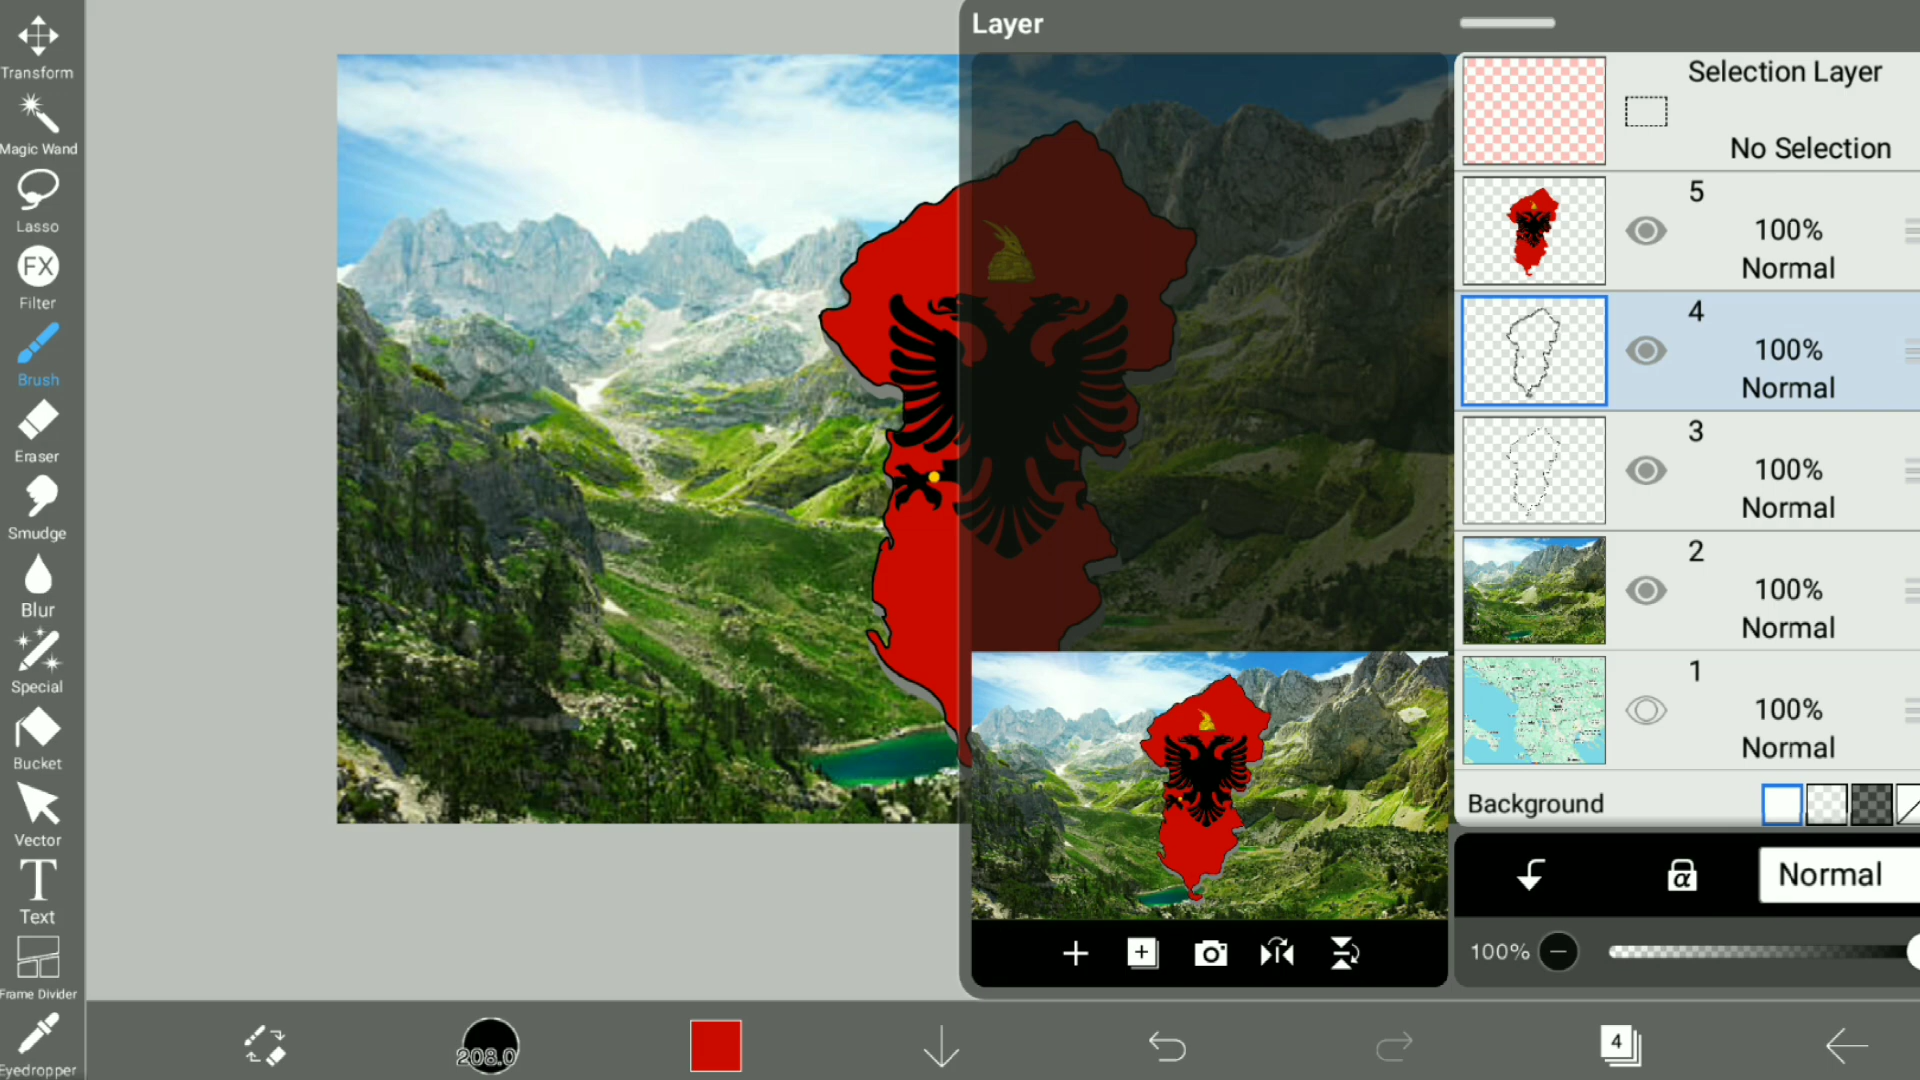 Layer
Transform
Magic Wand
Lasso
FX
Filter
Brush
Eraser
Smudge
Blur
Special
Bucket
Vector
T
Text
Frame Divider
Eyedropper
Selection Layer
No Selection
5
100%
Normal
4
100%
Normal
3
100%
Normal
2
100%
Normal
1
100%
Normal
Background
α
Normal
100%
208.0
4